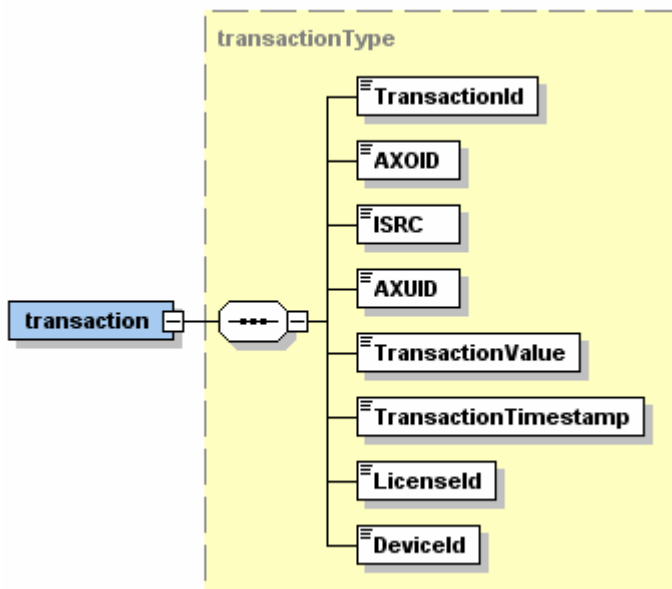 transactionType
TransactionId
AXOID
ISRC
AXUID
transaction
TransactionValue
TransactionTimestamp
LicenseId
DeviceId